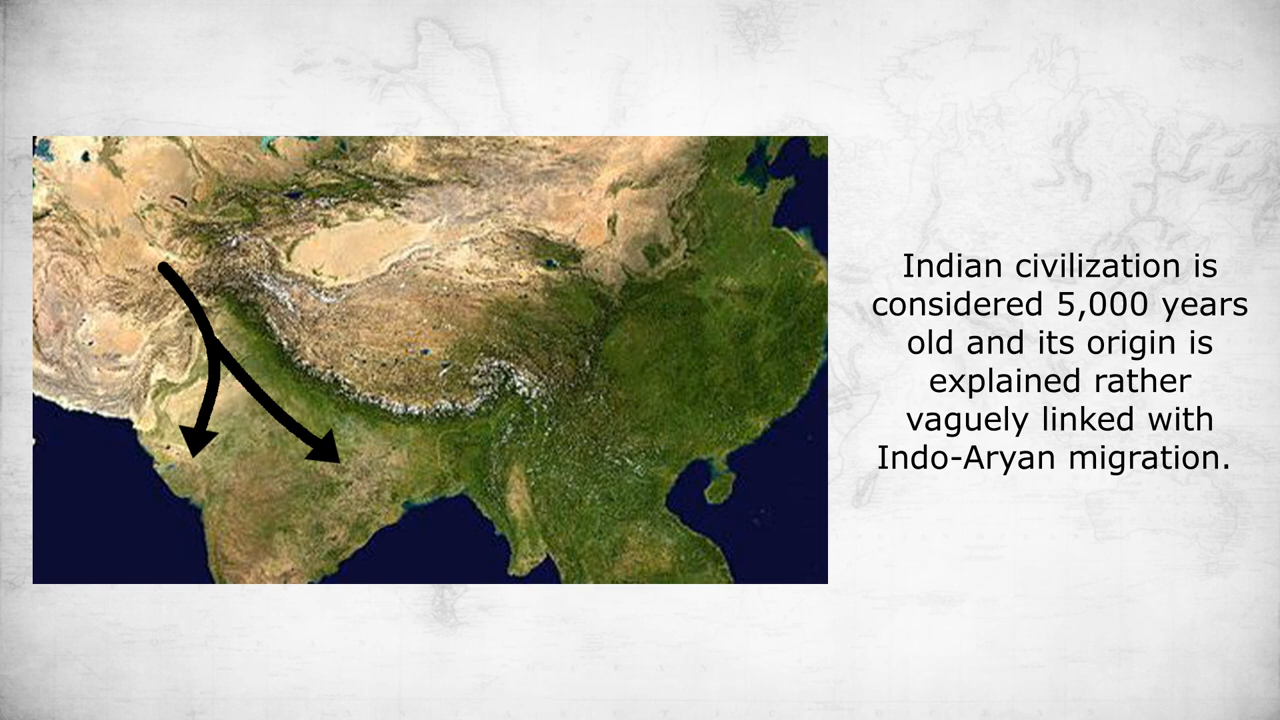 Indian civilization is
considered 5,000 years
old and its origin is
explained rather
vaguely linked with
Indo-Aryan migration.